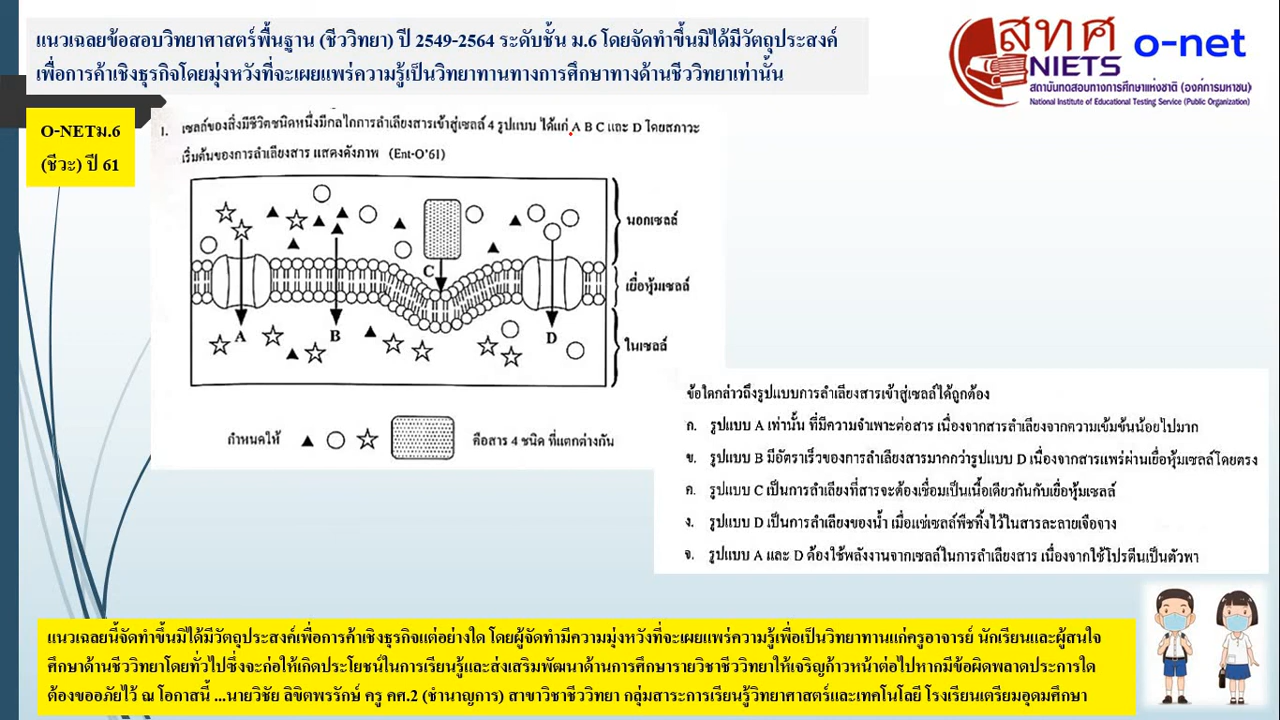 แนวเฉลยข้อสอบวิทยาศาสตร์พื้นฐาน (ชีววิทยา) ปี 2549-2564 ระดับชั้น ม.6 โดยจัดทำขึ้นมิได้มีวัตถุประสงค์
เพื่อการค้าเชิงธุรกิจโดยมุ่งหวังที่จะเผยแพร่ความรู้เป็นวิทยาทานทางการศึกษาทางด้านชีววิทยาเท่านั้น
สทศ
NIETS
o-net
สถาบันทดสอบทางการศึกษาแห่งชาติ (องค์การมหาชน)
National Institute of Educational Testing Service (Public Organization)
O-NETม.6
(ชีวะ) ปี 61
1. เซลล์ของสิ่งมีชีวิตชนิดหนึ่งมีกลไกการลำเลียงสารเข้าสู่เซลล์ 4 รูปแบบ ได้แก่ A B C และ D โดยสภาวะ
เริ่มต้นของการลำเลียงสาร แสดงดังภาพ (Ent-O'61)
นอกเซลล์
C
เยื่อหุ้มเซลล์
A
B
D
ในเซลล์
กำหนดให้
คือสาร 4 ชนิด ที่แตกต่างกัน
ข้อใดกล่าวถึงรูปแบบการลำเลียงสารเข้าสู่เซลล์ได้ถูกต้อง
ก. รูปแบบ A เท่านั้น ที่มีความจำเพาะต่อสาร เนื่องจากสารลำเลียงจากความเข้มข้นน้อยไปมาก
ข. รูปแบบ B มีอัตราเร็วของการลำเลียงสารมากกว่ารูปแบบ D เนื่องจากสารแพร่ผ่านเยื่อหุ้มเซลล์โดยตรง
ค. รูปแบบ C เป็นการลำเลียงที่สารจะต้องเชื่อมเป็นเนื้อเดียวกันกับเยื่อหุ้มเซลล์
ง. รูปแบบ D เป็นการลำเลียงของน้ำ เมื่อแช่เซลล์พืชทิ้งไว้ในสารละลายเจือจาง
จ. รูปแบบ A และ D ต้องใช้พลังงานจากเซลล์ในการลำเลียงสาร เนื่องจากใช้โปรตีนเป็นตัวพา
แนวเฉลยนี้จัดทำขึ้นมิได้มีวัตถุประสงค์เพื่อการค้าเชิงธุรกิจแต่อย่างใด โดยผู้จัดทำมีความมุ่งหวังที่จะเผยแพร่ความรู้เพื่อเป็นวิทยาทานแก่ครูอาจารย์ นักเรียนและผู้สนใจ
ศึกษาด้านชีววิทยาโดยทั่วไปซึ่งจะก่อให้เกิดประโยชน์ในการเรียนรู้และส่งเสริมพัฒนาด้านการศึกษารายวิชาชีววิทยาให้เจริญก้าวหน้าต่อไปหากมีข้อผิดพลาดประการใด
ต้องขออภัยไว้ ณ โอกาสนี้ ...นายวิชัย ลิขิตพรรักษ์ ครู คศ.2 (ชำนาญการ) สาขาวิชาชีววิทยา กลุ่มสาระการเรียนรู้วิทยาศาสตร์และเทคโนโลยี โรงเรียนเตรียมอุดมศึกษา